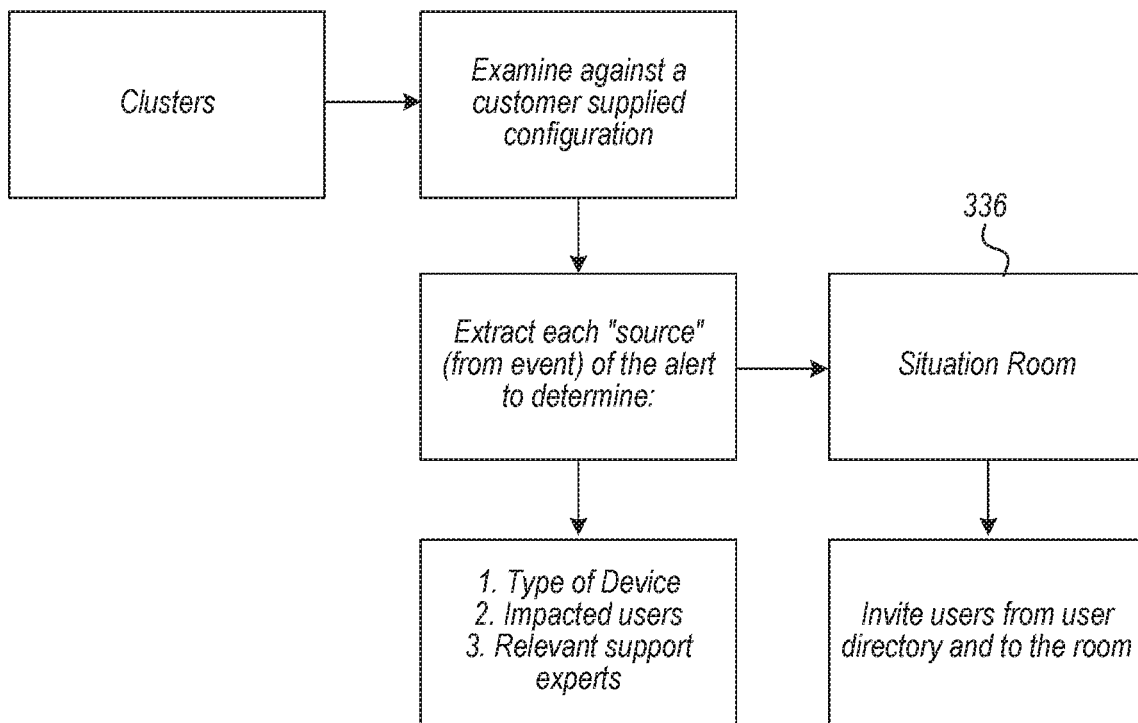 Clusters
Examine against a
customer supplied
configuration
336
Extract each "source"
(from event) of the alert
to determine:
Situation Room
1. Type of Device
2. Impacted users
3. Relevant support
experts
Invite users from user
directory and to the room